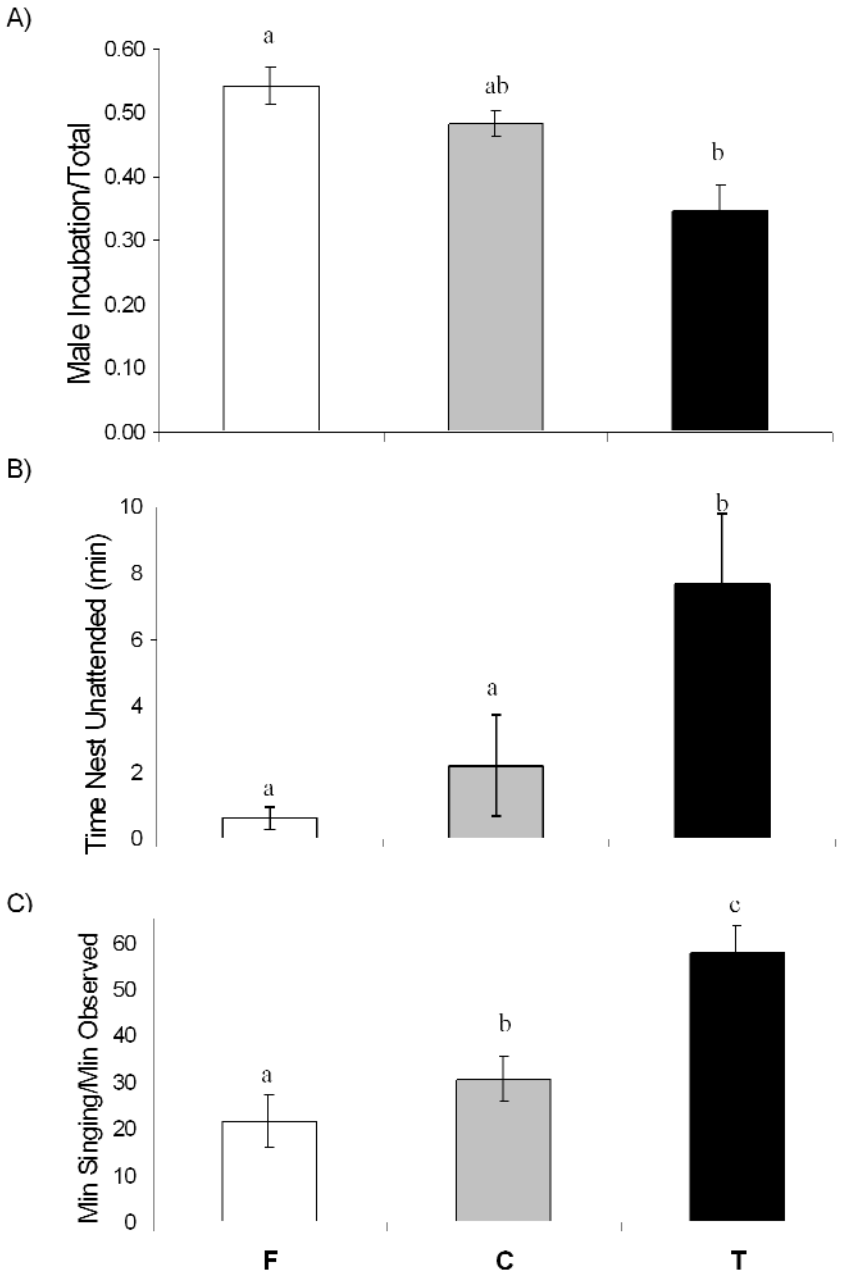 A)
Male Incubation/Total
0.60
0.50
0.40
0.30
0.20
0.10
0.00
a
ab
b
B)
Time Nest Unattended (min)
10
8
6
4
2
0
a
a
b
C)
Min Singing/Min Observed
60
50
40
30
20
10
0
a
b
c
F C T